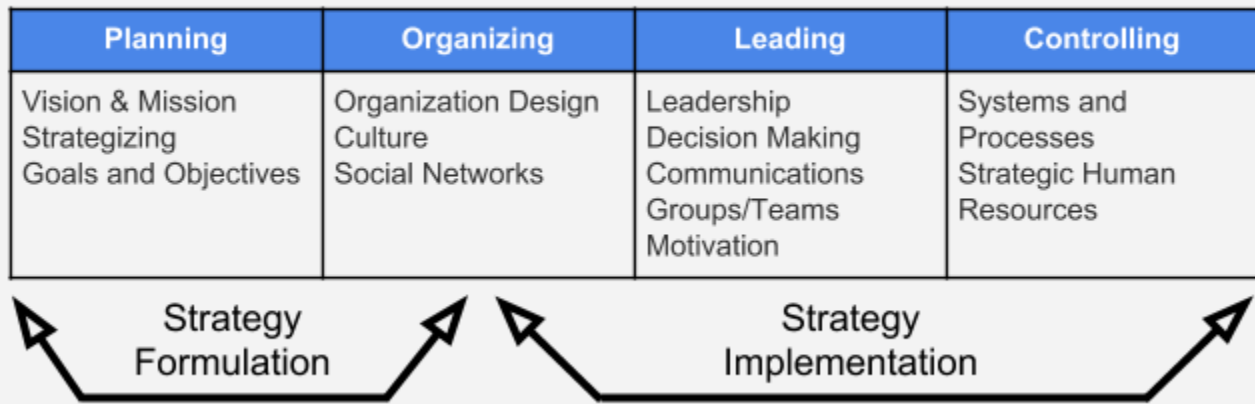 Planning
Organizing
Leading
Controlling
Vision & Mission
Strategizing
Goals and Objectives
Organization Design
Culture
Social Networks
Leadership
Decision Making
Communications
Groups/Teams
Motivation
Systems and
Processes
Strategic Human
Resources
Strategy
Formulation
Strategy
Implementation